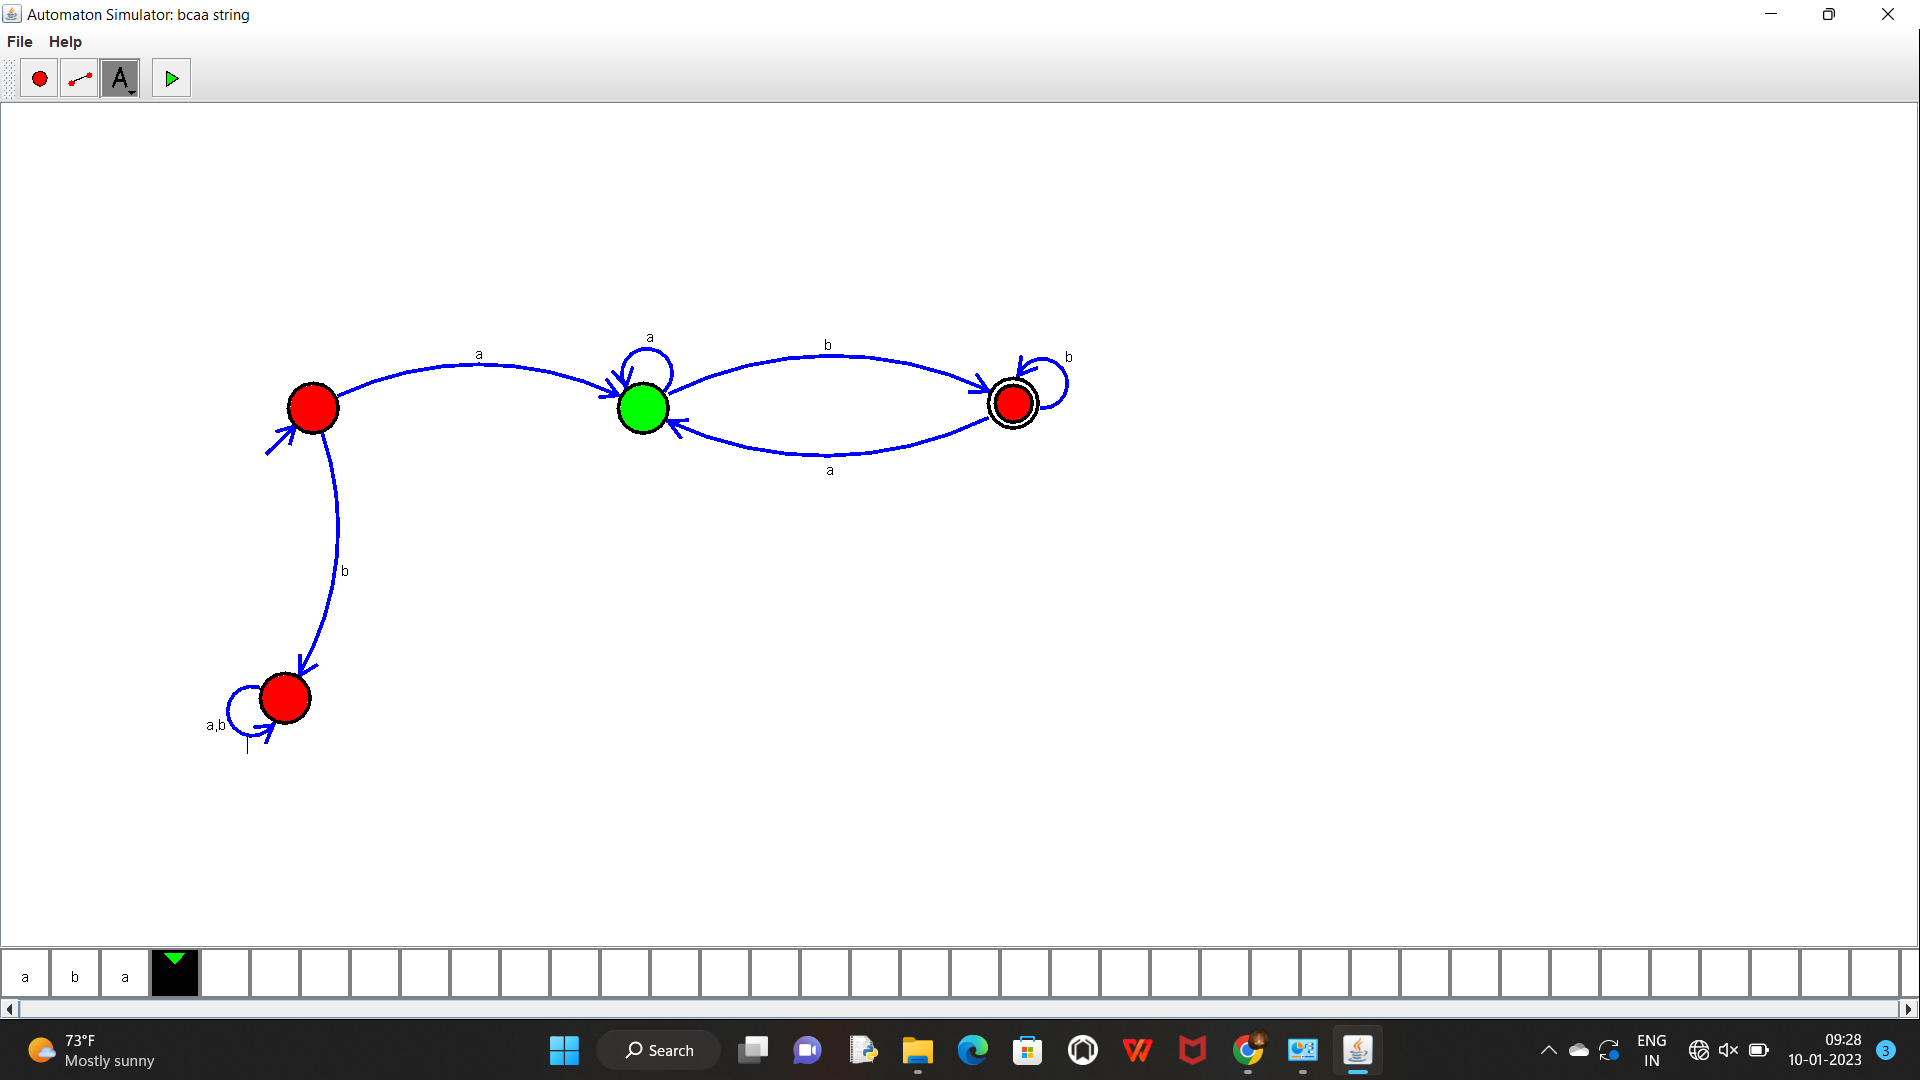 Automaton Simulator: bcaa string
File Help
A
a
b
a
b
a
b
a,b
a b a
73°F
Mostly sunny
Search
ENG
IN
09:28
10-01-2023
3